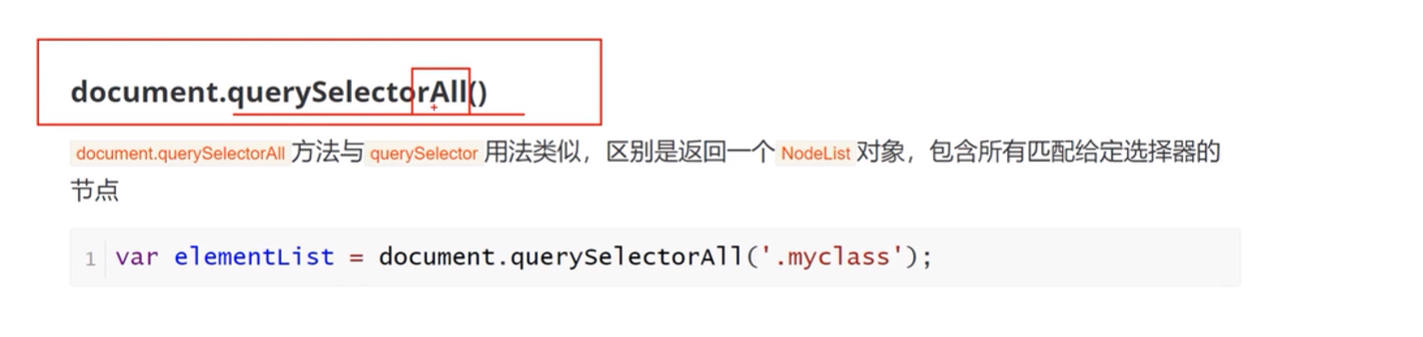 document.querySelectorAll()
document.querySelectorAll 方法与 querySelector 用法类似，区别是返回一个 NodeList 对象，包含所有匹配给定选择器的
节点
1 var elementList = document.querySelectorAll('.myclass');